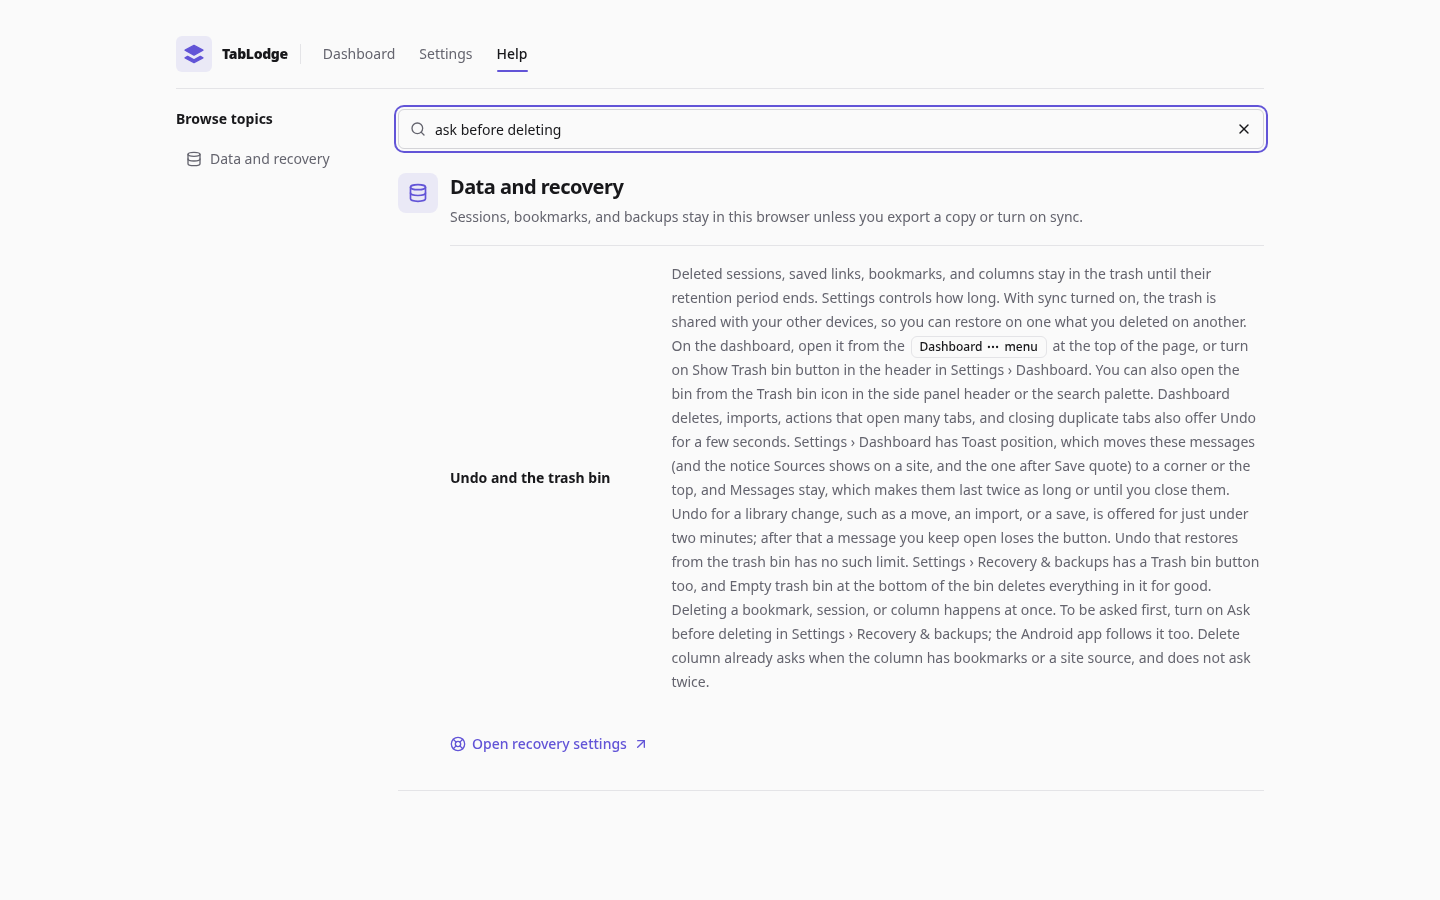 TabLodge
Dashboard
Settings
Help
Browse topics
Data and recovery
ask before deleting
Data and recovery
Sessions, bookmarks, and backups stay in this browser unless you export a copy or turn on sync.
Undo and the trash bin
Deleted sessions, saved links, bookmarks, and columns stay in the trash until their
retention period ends. Settings controls how long. With sync turned on, the trash is
shared with your other devices, so you can restore on one what you deleted on another.
On the dashboard, open it from the Dashboard ··· menu at the top of the page, or turn
on Show Trash bin button in the header in Settings › Dashboard. You can also open the
bin from the Trash bin icon in the side panel header or the search palette. Dashboard
deletes, imports, actions that open many tabs, and closing duplicate tabs also offer Undo
for a few seconds. Settings › Dashboard has Toast position, which moves these messages
(and the notice Sources shows on a site, and the one after Save quote) to a corner or the
top, and Messages stay, which makes them last twice as long or until you close them.
Undo for a library change, such as a move, an import, or a save, is offered for just under
two minutes; after that a message you keep open loses the button. Undo that restores
from the trash bin has no such limit. Settings › Recovery & backups has a Trash bin button
too, and Empty trash bin at the bottom of the bin deletes everything in it for good.
Deleting a bookmark, session, or column happens at once. To be asked first, turn on Ask
before deleting in Settings › Recovery & backups; the Android app follows it too. Delete
column already asks when the column has bookmarks or a site source, and does not ask
twice.
Open recovery settings